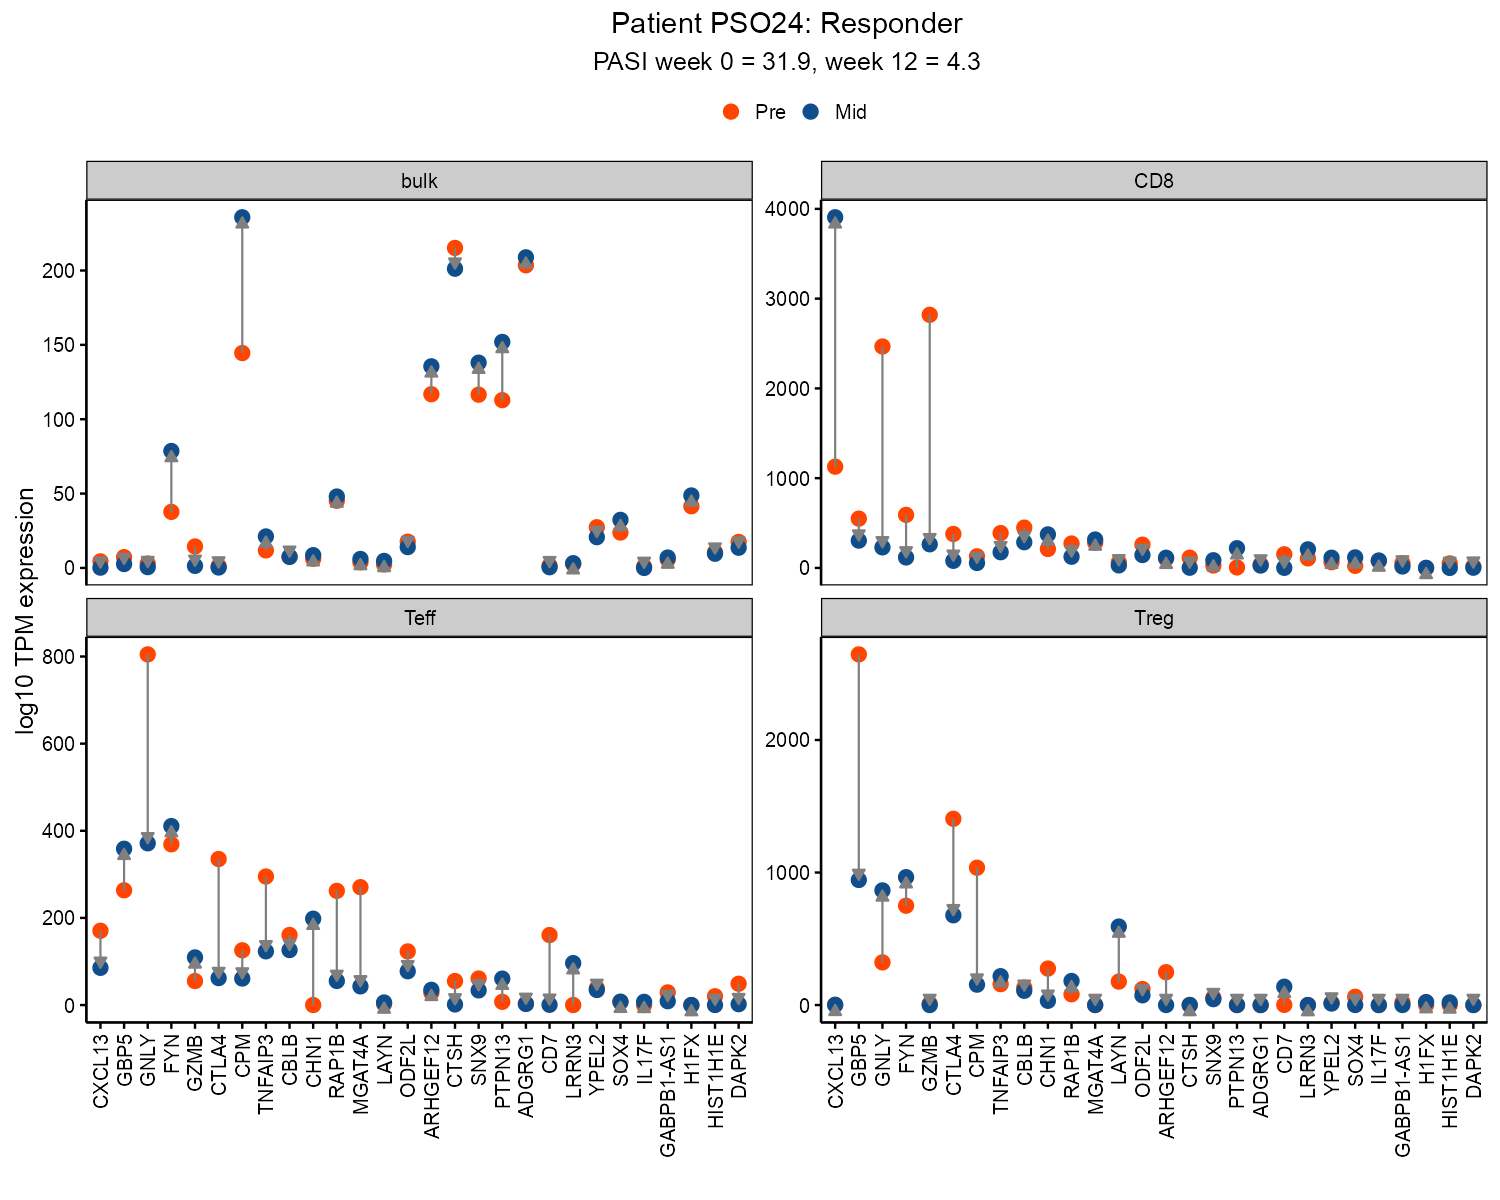 Patient PSO24: Responder
PASI week 0 = 31.9, week 12 = 4.3
Pre Mid
log10 TPM expression
bulk
200
150
100
50
0
CD8
4000
3000
2000
1000
0
Teff
800
600
400
200
0
CXCL13
GBP5
GNLY
FYN
GZMB
CTLA4
CPM
TNFAIP3
CBLB
CHN1
RAP1B
MGAT4A
LAYN
ODF2L
ARHGEF12
CTSH
SNX9
PTPN13
ADGRG1
CD7
LRRN3
YPEL2
SOX4
IL17F
GABPB1-AS1
H1FX
HIST1H1E
DAPK2
Treg
2000
1000
0
CXCL13
GBP5
GNLY
FYN
GZMB
CTLA4
CPM
TNFAIP3
CBLB
CHN1
RAP1B
MGAT4A
LAYN
ODF2L
ARHGEF12
CTSH
SNX9
PTPN13
ADGRG1
CD7
LRRN3
YPEL2
SOX4
IL17F
GABPB1-AS1
H1FX
HIST1H1E
DAPK2